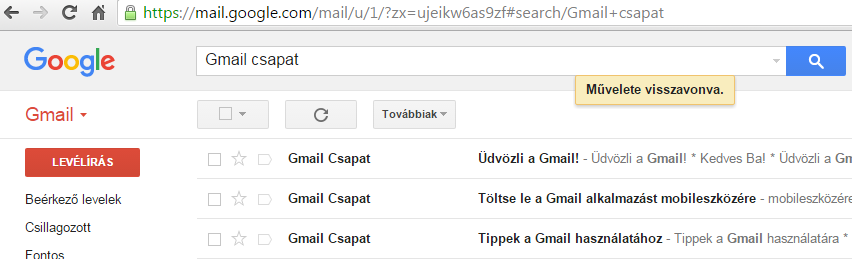 https://mail.google.com/mail/u/1/?zx=ujeikw6as9zf#search/Gmail+csapat
Google
Gmail csapat
Művelete visszavonva.
Gmail
Továbbiak
LEVÉLÍRÁS
Gmail Csapat Üdvözli a Gmail! - Üdvözli a Gmail! * Kedves Ba! * Üdvözli a
Beérkező levelek
Gmail Csapat Töltse le a Gmail alkalmazást mobileszközére - mobileszközére
Csillagozott
Gmail Csapat Tippek a Gmail használatához - Tippek a Gmail használatára *
Fontos